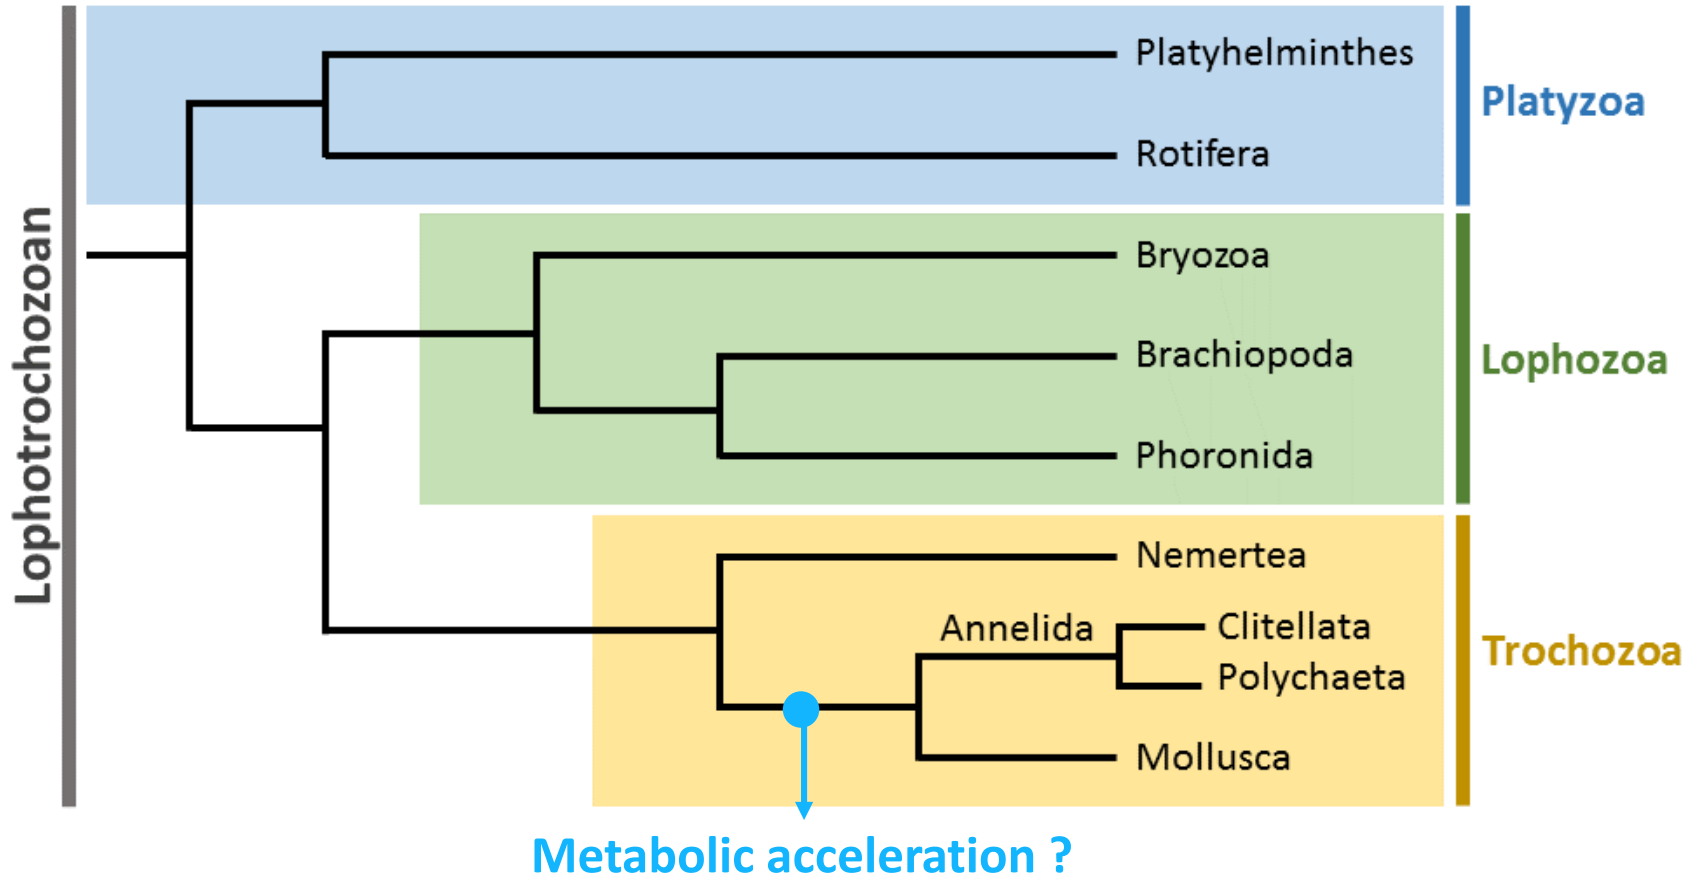 Lophotrochozoan
Platyhelminthes
Rotifera
Platyzoa
Bryozoa
Brachiopoda
Phoronida
Lophozoa
Nemertea
Annelida
Clitellata
Polychaeta
Mollusca
Trochozoa
Metabolic acceleration ?